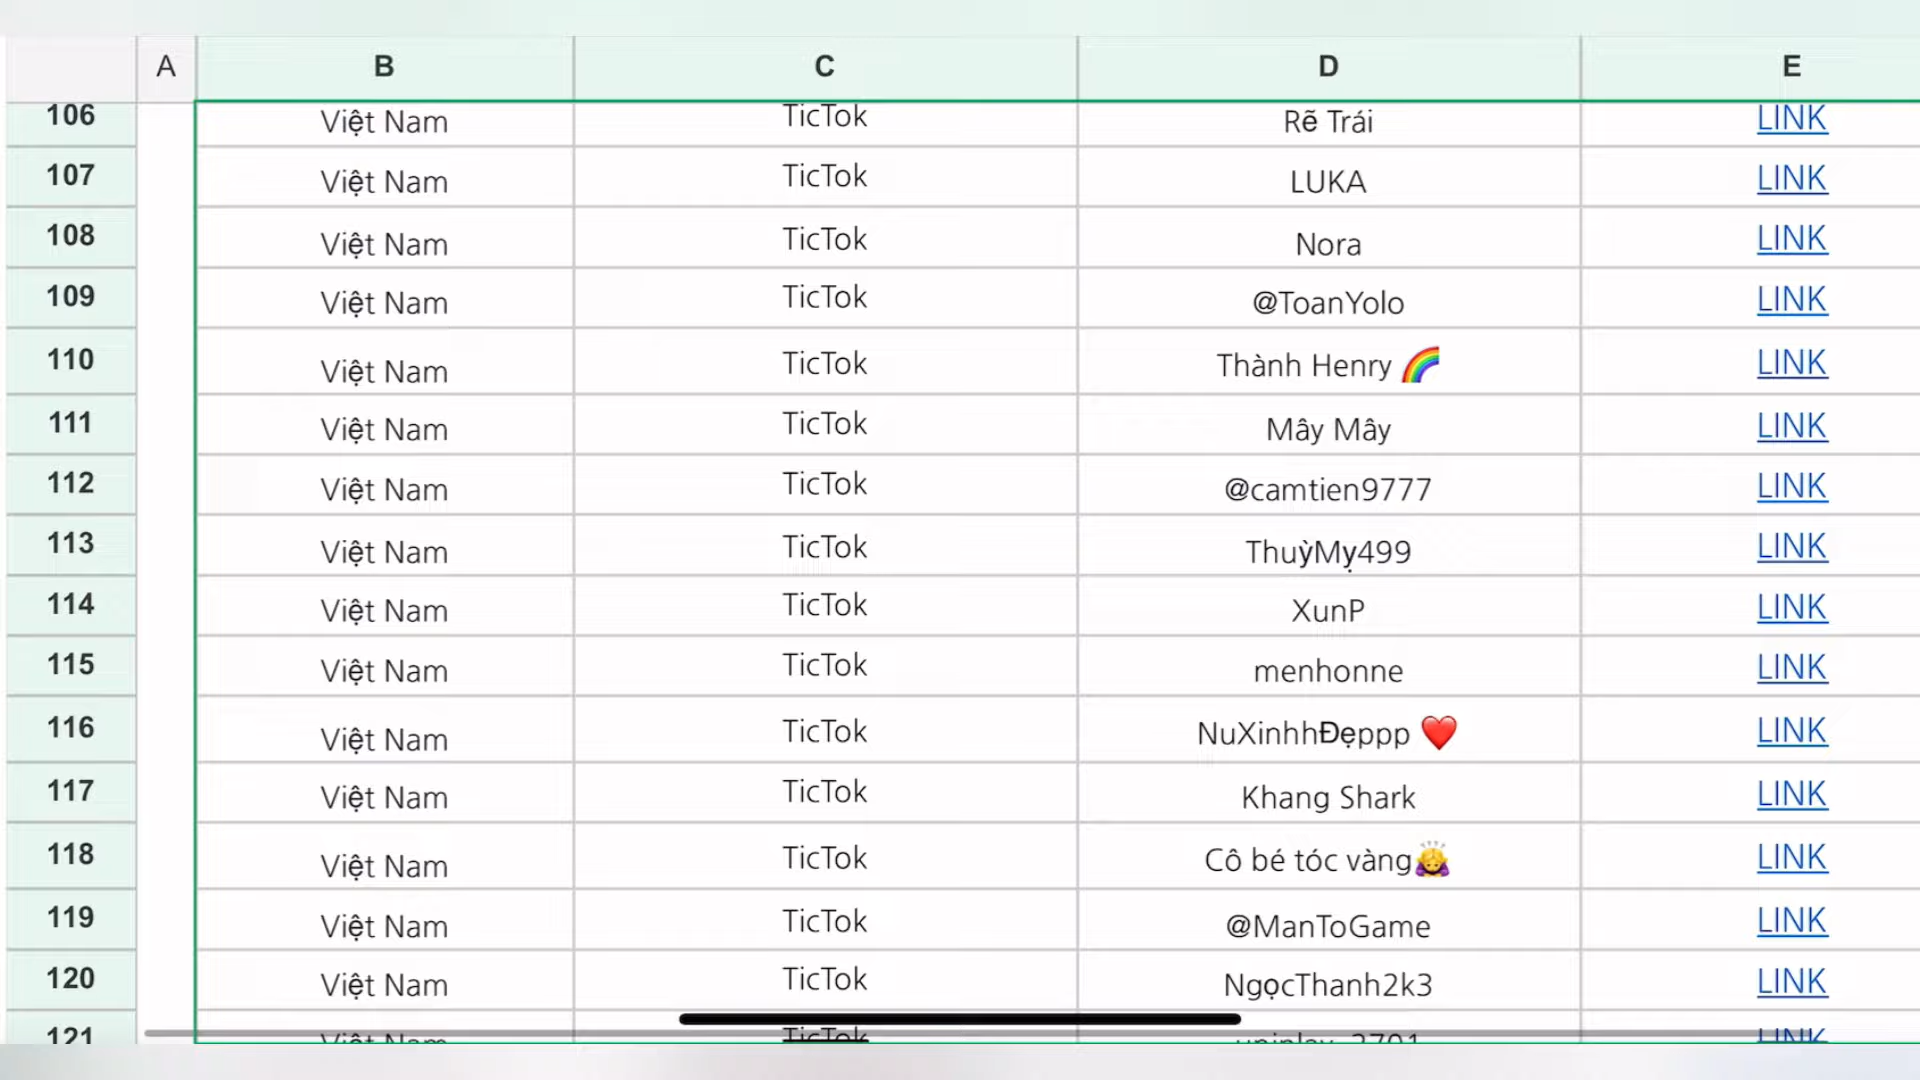 A B C D E
106 Việt Nam TicTok Rẽ Trái LINK
107 Việt Nam TicTok LUKA LINK
108 Việt Nam TicTok Nora LINK
109 Việt Nam TicTok @ToanYolo LINK
110 Việt Nam TicTok Thành Henry 🌈 LINK
111 Việt Nam TicTok Mây Mây LINK
112 Việt Nam TicTok @camtien9777 LINK
113 Việt Nam TicTok ThuỳMỵ499 LINK
114 Việt Nam TicTok XunP LINK
115 Việt Nam TicTok menhonne LINK
116 Việt Nam TicTok NuXinhhĐẹppp ❤️ LINK
117 Việt Nam TicTok Khang Shark LINK
118 Việt Nam TicTok Cô bé tóc vàng🙇‍♀️ LINK
119 Việt Nam TicTok @ManToGame LINK
120 Việt Nam TicTok NgọcThanh2k3 LINK
121 Việt Nam TicTok LINK